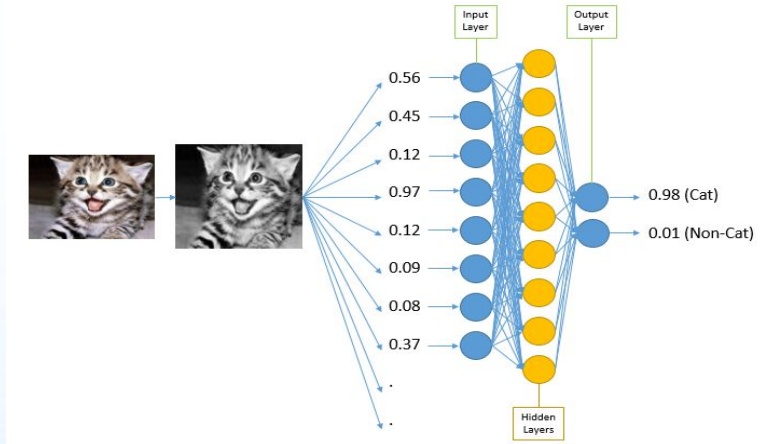 Input
Layer
Output
Layer
0.56
0.45
0.12
0.97
0.12
0.09
0.08
0.37
.
.
0.98 (Cat)
0.01 (Non-Cat)
Hidden
Layers